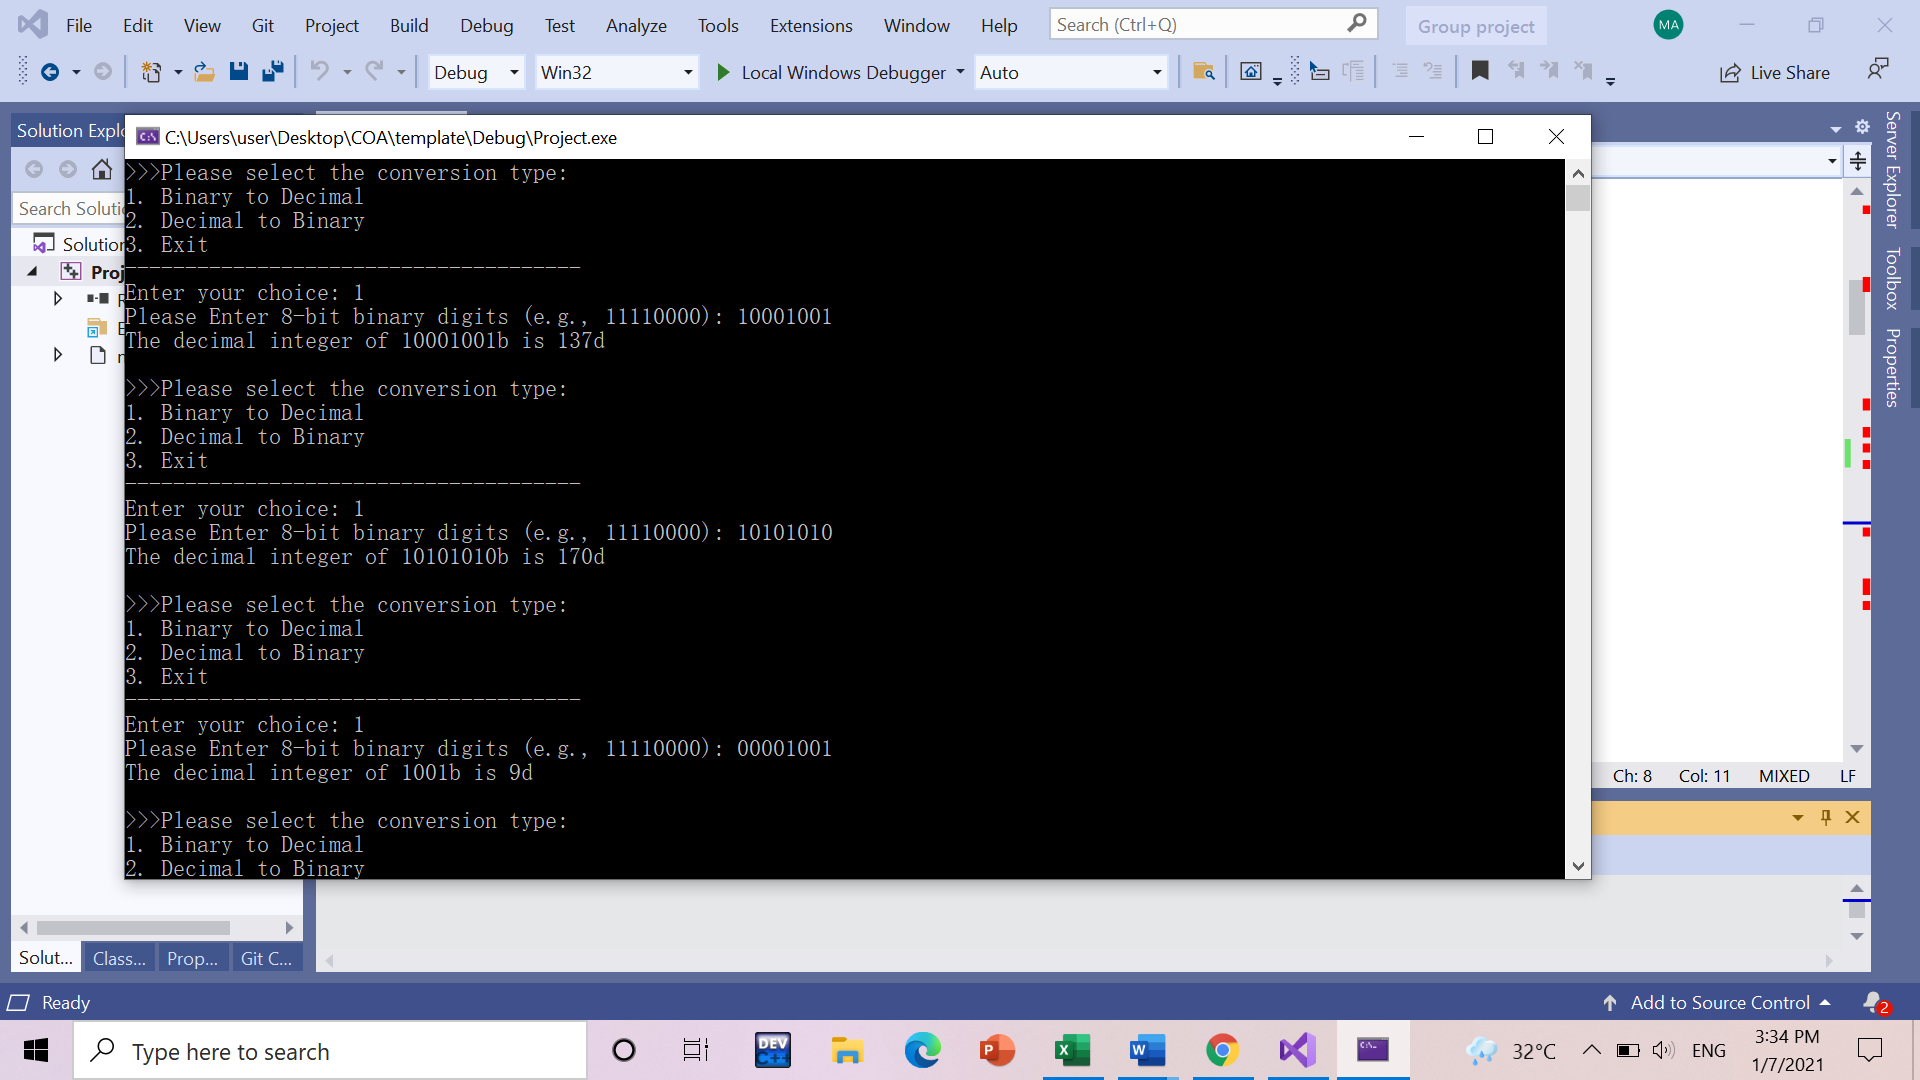 File Edit View Git Project Build Debug Test Analyze Tools Extensions Window Help Search (Ctrl+Q) Group project MA
Debug Win32 Local Windows Debugger Auto Live Share
Solution Explo
C:\Users\user\Desktop\COA\template\Debug\Project.exe
Search Soluti
Solution
Proj
>>>Please select the conversion type:
1. Binary to Decimal
2. Decimal to Binary
3. Exit
--------------------------------------
Enter your choice: 1
Please Enter 8-bit binary digits (e.g., 11110000): 10001001
The decimal integer of 10001001b is 137d
>>>Please select the conversion type:
1. Binary to Decimal
2. Decimal to Binary
3. Exit
--------------------------------------
Enter your choice: 1
Please Enter 8-bit binary digits (e.g., 11110000): 10101010
The decimal integer of 10101010b is 170d
>>>Please select the conversion type:
1. Binary to Decimal
2. Decimal to Binary
3. Exit
--------------------------------------
Enter your choice: 1
Please Enter 8-bit binary digits (e.g., 11110000): 00001001
The decimal integer of 1001b is 9d
>>>Please select the conversion type:
1. Binary to Decimal
2. Decimal to Binary
Server Explorer
Toolbox
Properties
Ch: 8 Col: 11 MIXED LF
Solut... Class... Prop... Git C...
Ready Add to Source Control 2
Type here to search DEV C++ 32°C ENG
3:34 PM
1/7/2021